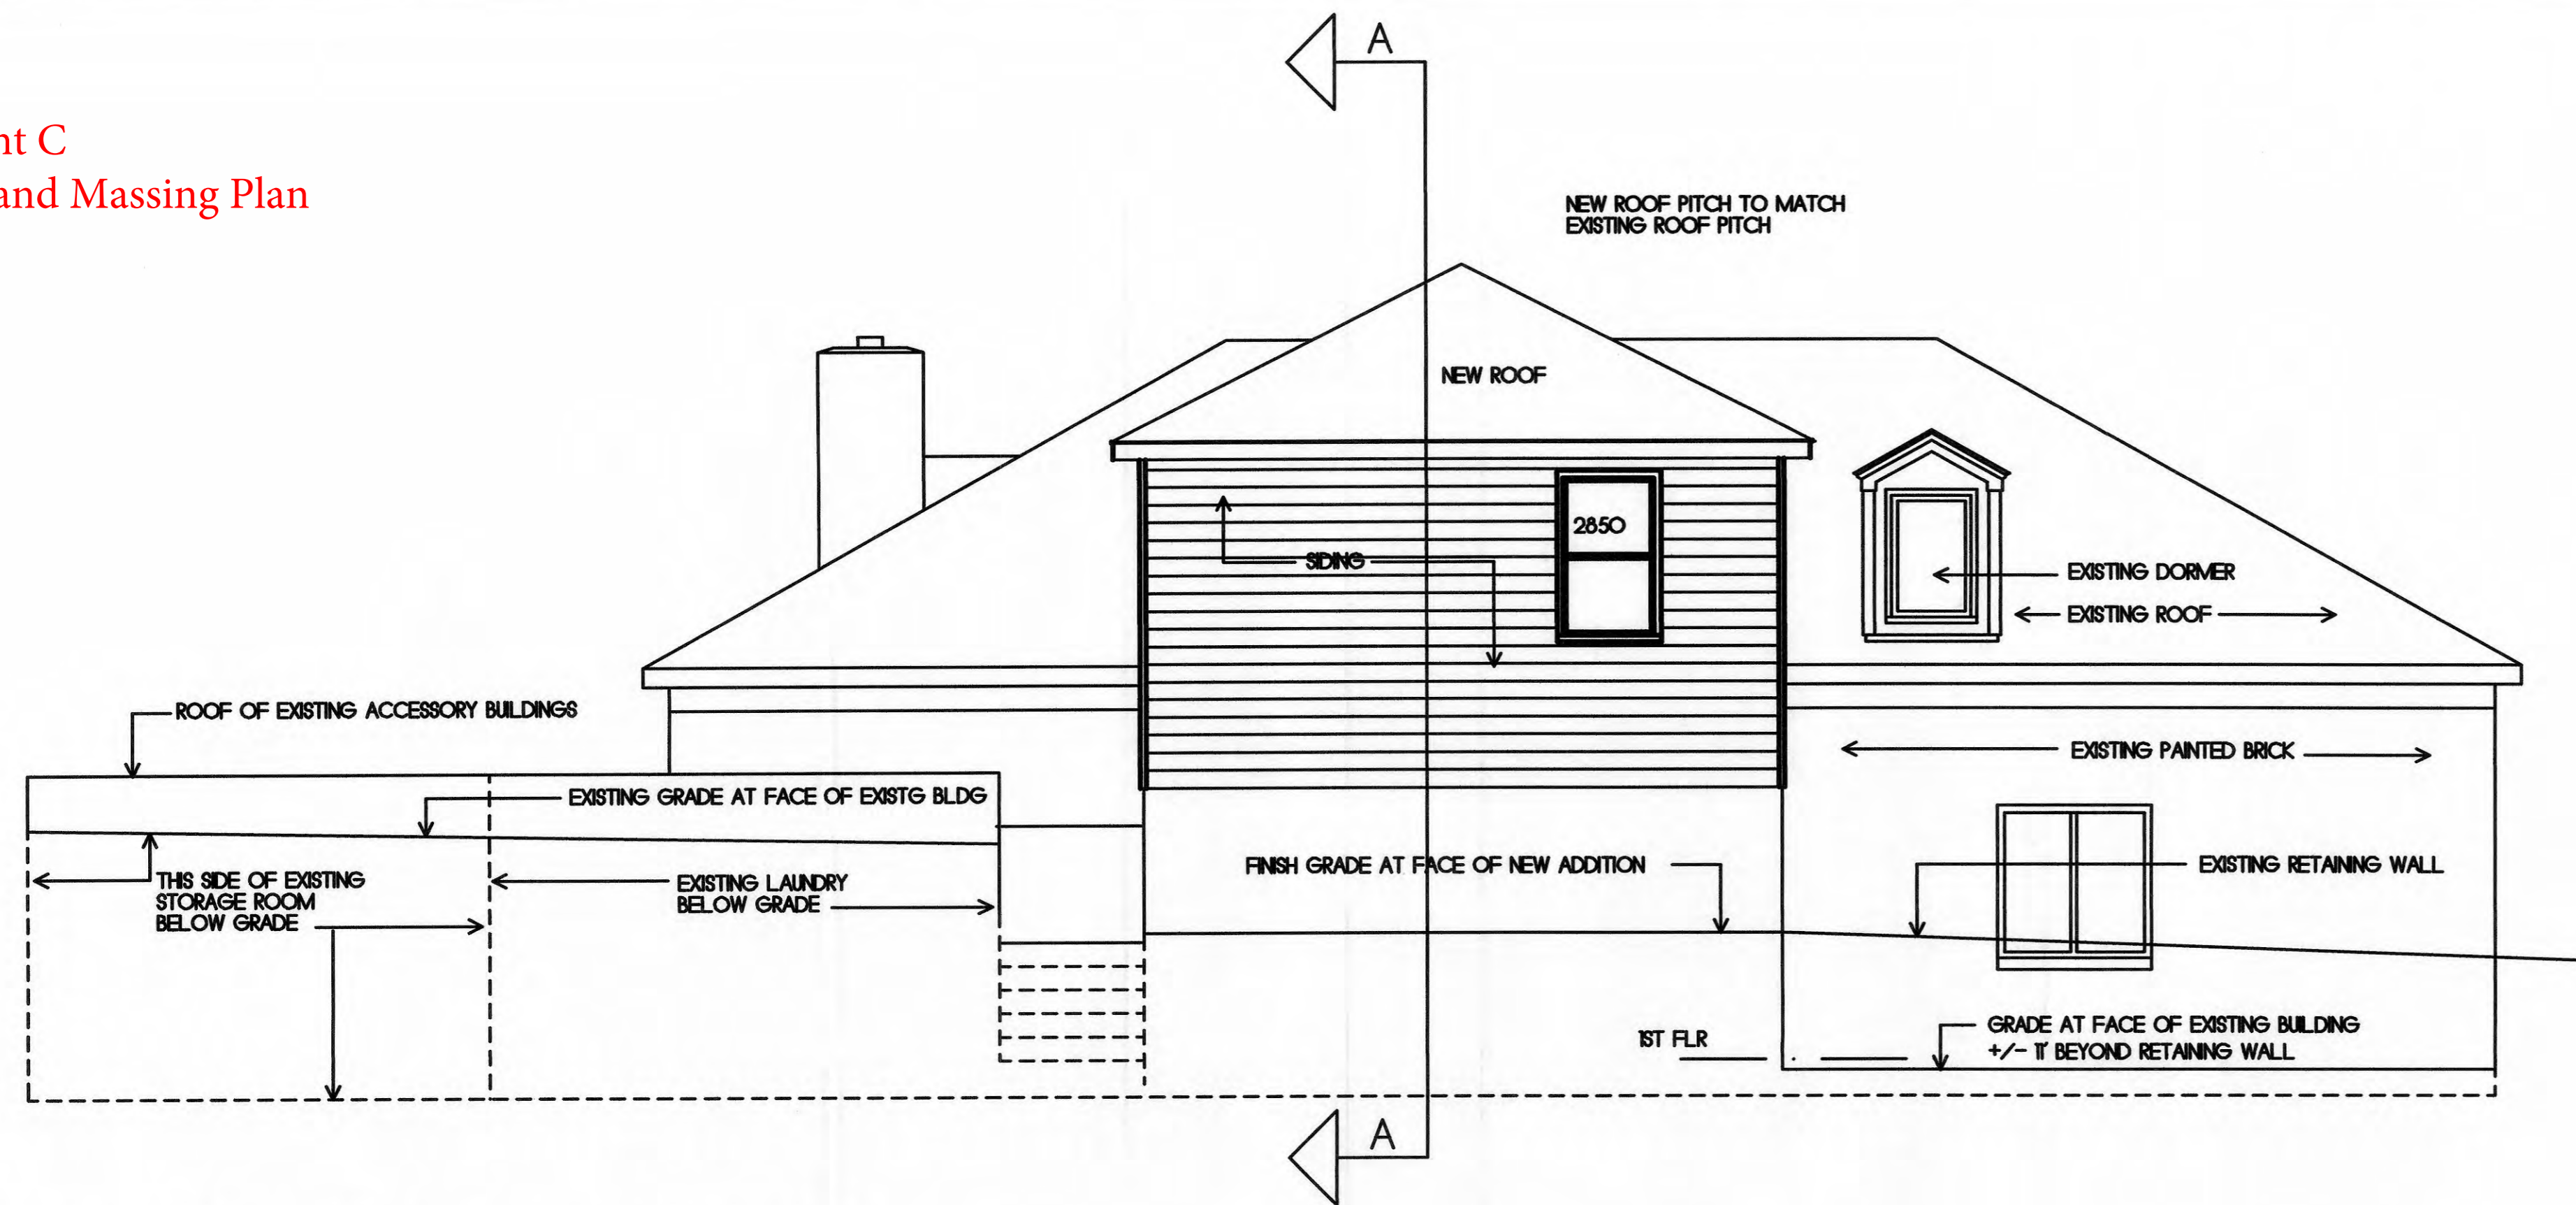 A
nt C
and Massing Plan
NEW ROOF PITCH TO MATCH
EXISTING ROOF PITCH
NEW ROOF
2850
SIDING
EXISTING DORMER
EXISTING ROOF
ROOF OF EXISTING ACCESSORY BUILDINGS
EXISTING PAINTED BRICK
EXISTING GRADE AT FACE OF EXISTG BLDG
FINISH GRADE AT FACE OF NEW ADDITION
EXISTING RETAINING WALL
THIS SIDE OF EXISTING
STORAGE ROOM
BELOW GRADE
EXISTING LAUNDRY
BELOW GRADE
1ST FLR
GRADE AT FACE OF EXISTING BUILDING
+/- 11' BEYOND RETAINING WALL
A